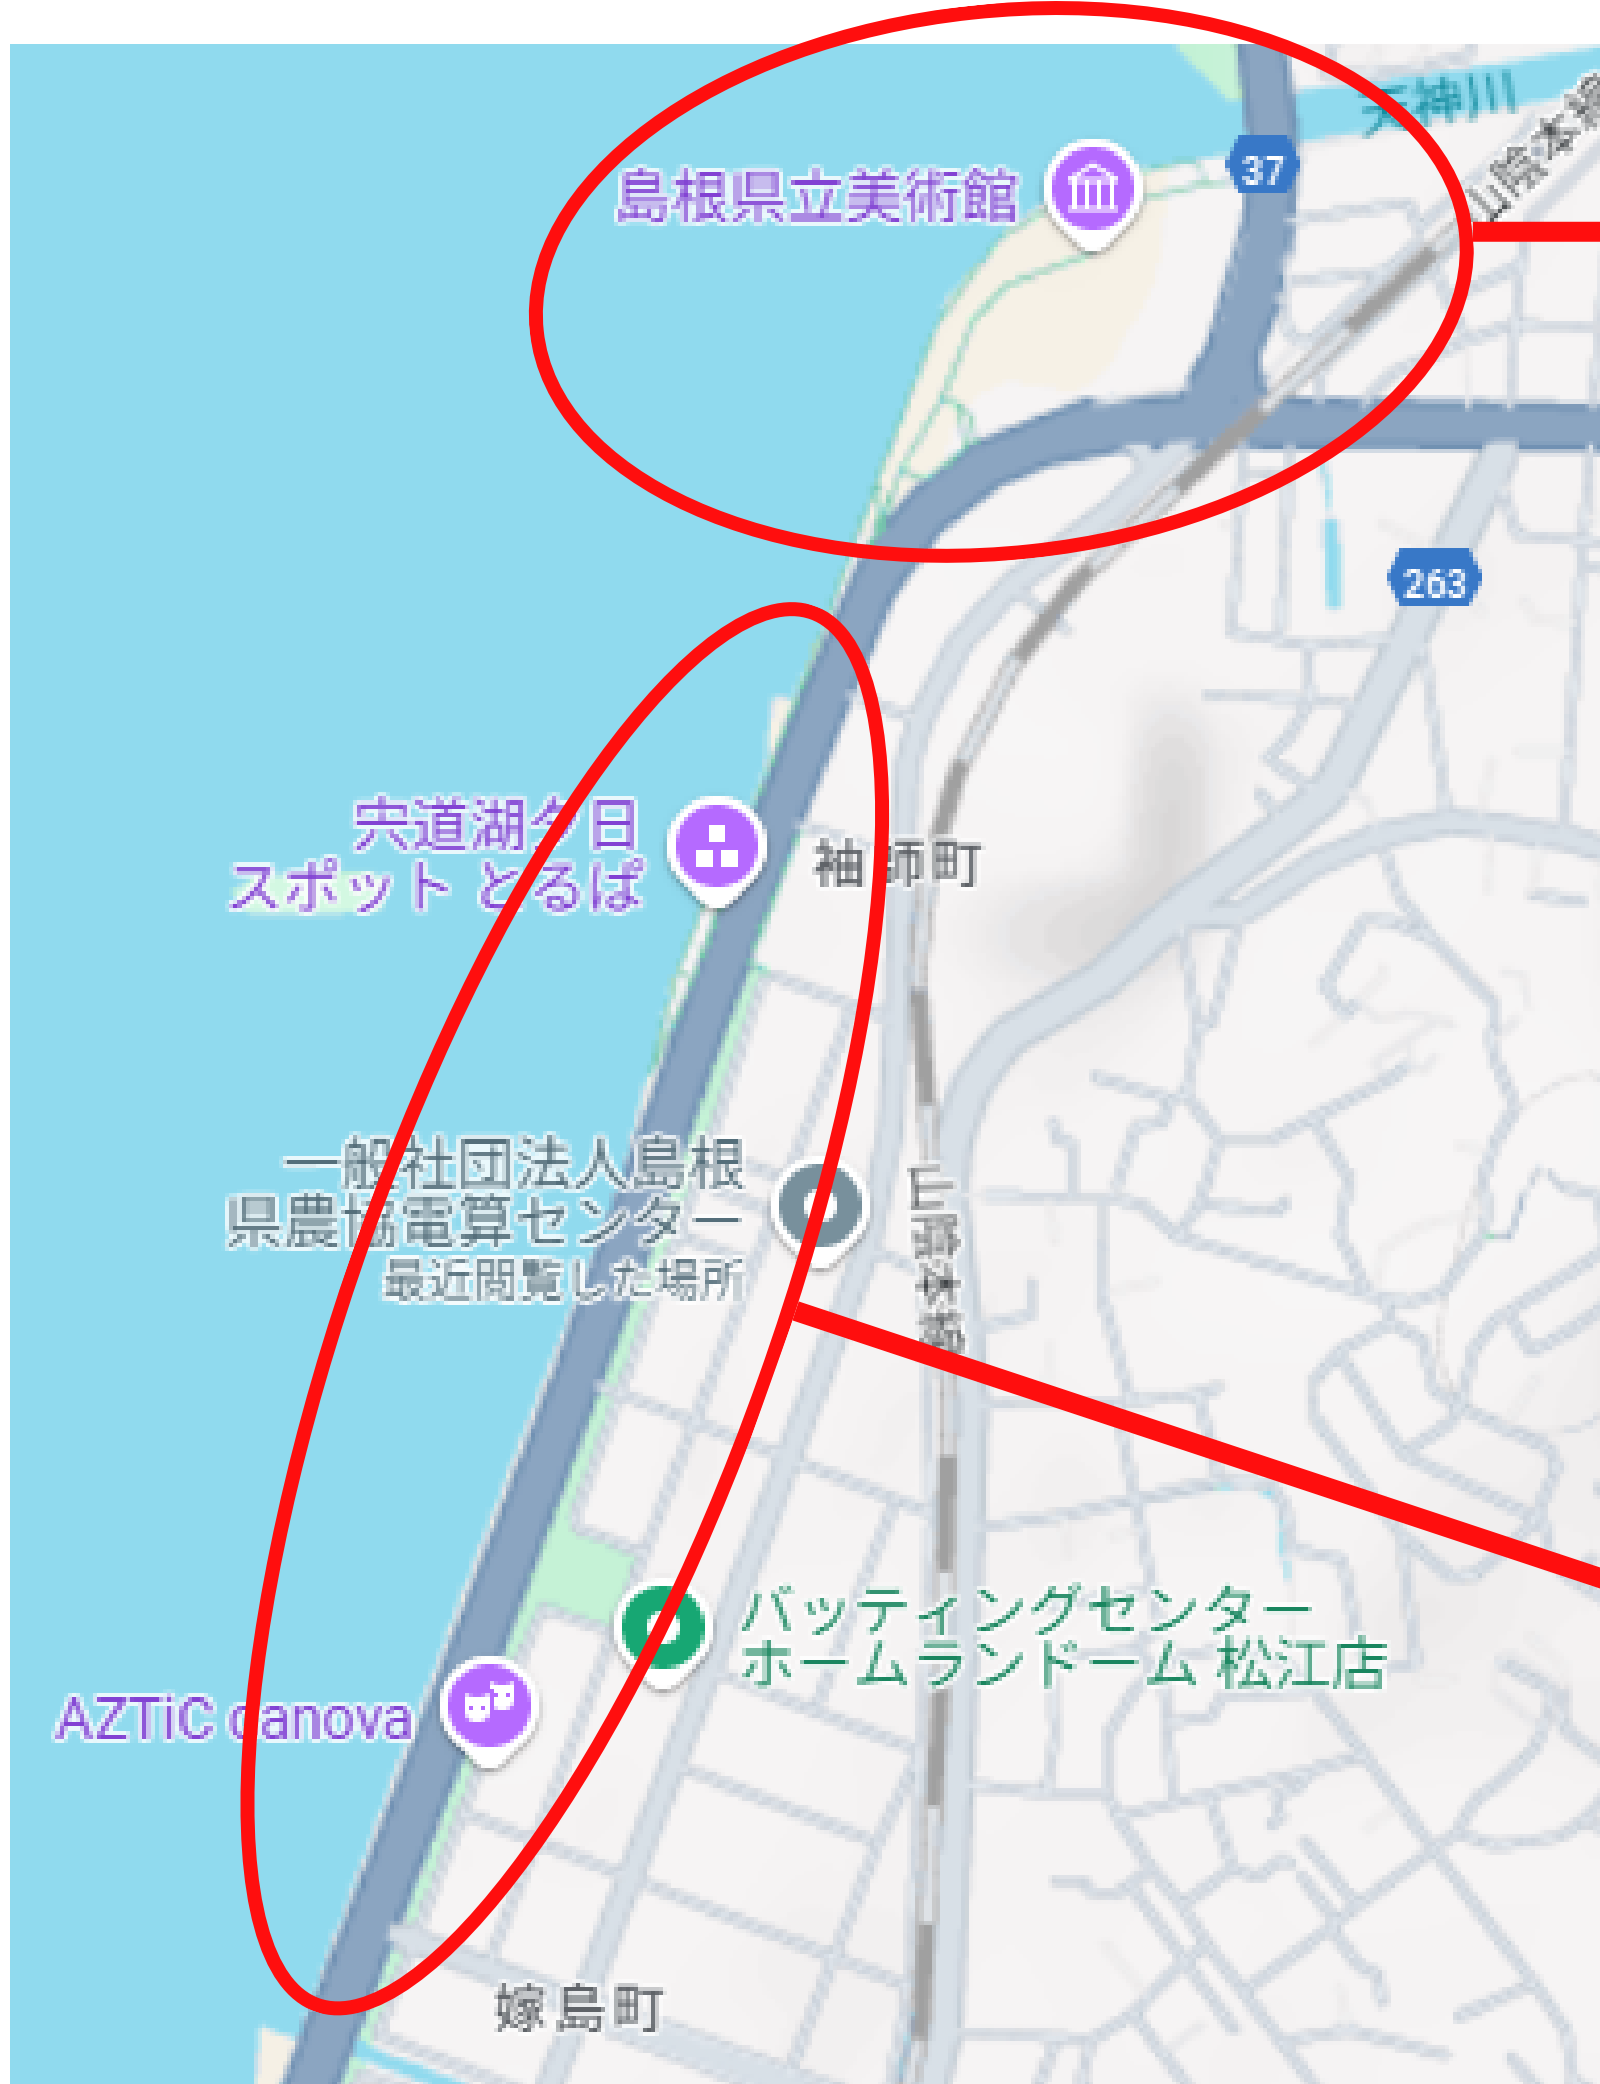 天神川
37
島根県立美術館
山陰本線
263
宍道湖夕日
スポット とるぱ
袖師町
一般社団法人島根
県農協電算センター
最近閲覧した場所
山陰本線
バッティングセンター
ホームランドーム 松江店
AZTiC canova
嫁島町